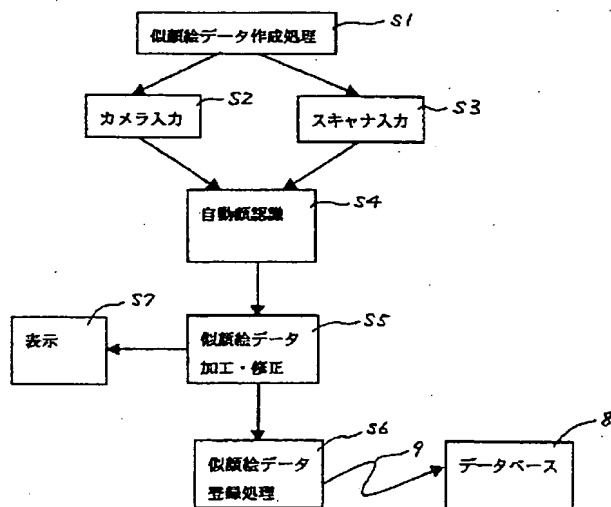 似顔絵データ作成処理
S1
カメラ入力
S2
スキャナ入力
S3
自動顔認識
S4
表示
S7
似顔絵データ
加工・修正
S5
似顔絵データ
登録処理
S6
9
データベース
8